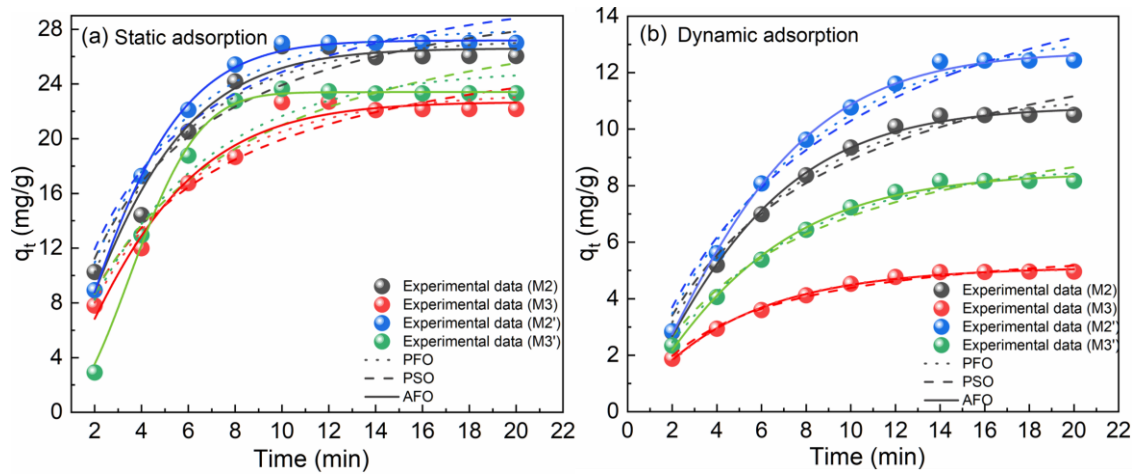 (a) Static adsorption
qt (mg/g)
28
24
20
16
12
8
4
0
Experimental data (M2)
Experimental data (M3)
Experimental data (M2')
Experimental data (M3')
PFO
PSO
AFO
2 4 6 8 10 12 14 16 18 20 22
Time (min)
(b) Dynamic adsorption
qt (mg/g)
14
12
10
8
6
4
2
0
Experimental data (M2)
Experimental data (M3)
Experimental data (M2')
Experimental data (M3')
PFO
PSO
AFO
0 2 4 6 8 10 12 14 16 18 20 22
Time (min)